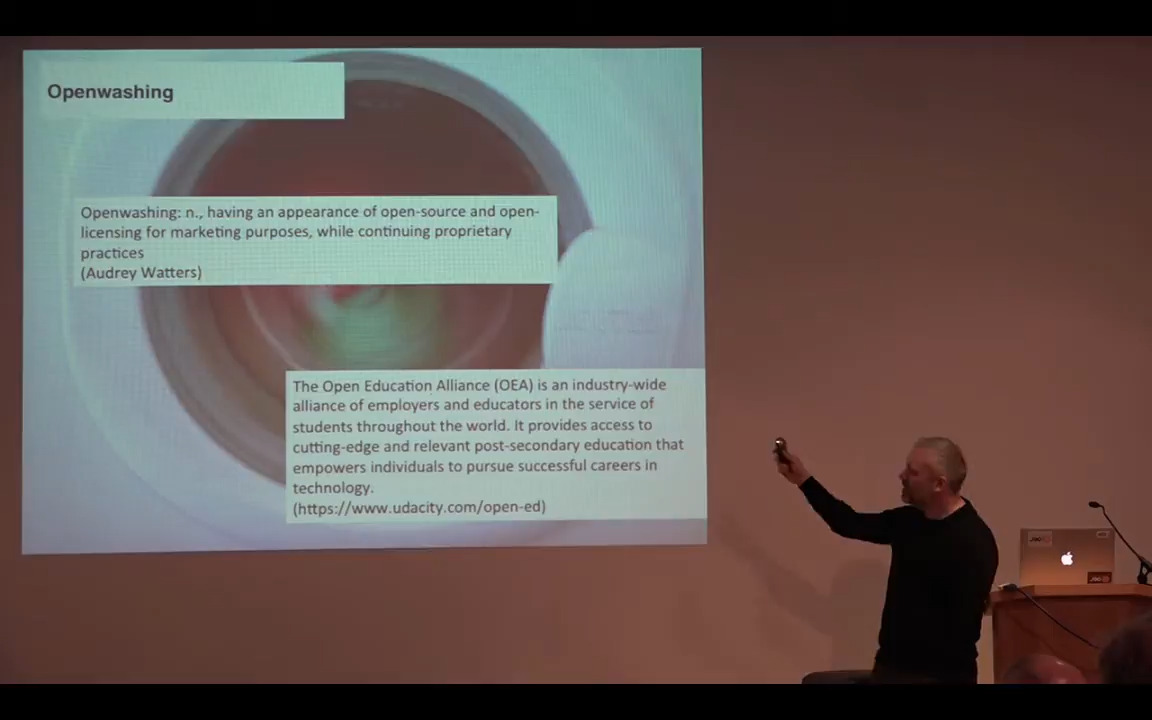 Openwashing
Openwashing: n., having an appearance of open-source and open-
licensing for marketing purposes, while continuing proprietary
practices
(Audrey Watters)
The Open Education Alliance (OEA) is an industry-wide
alliance of employers and educators in the service of
students throughout the world. It provides access to
cutting-edge and relevant post-secondary education that
empowers individuals to pursue successful careers in
technology.
(https://www.udacity.com/open-ed)